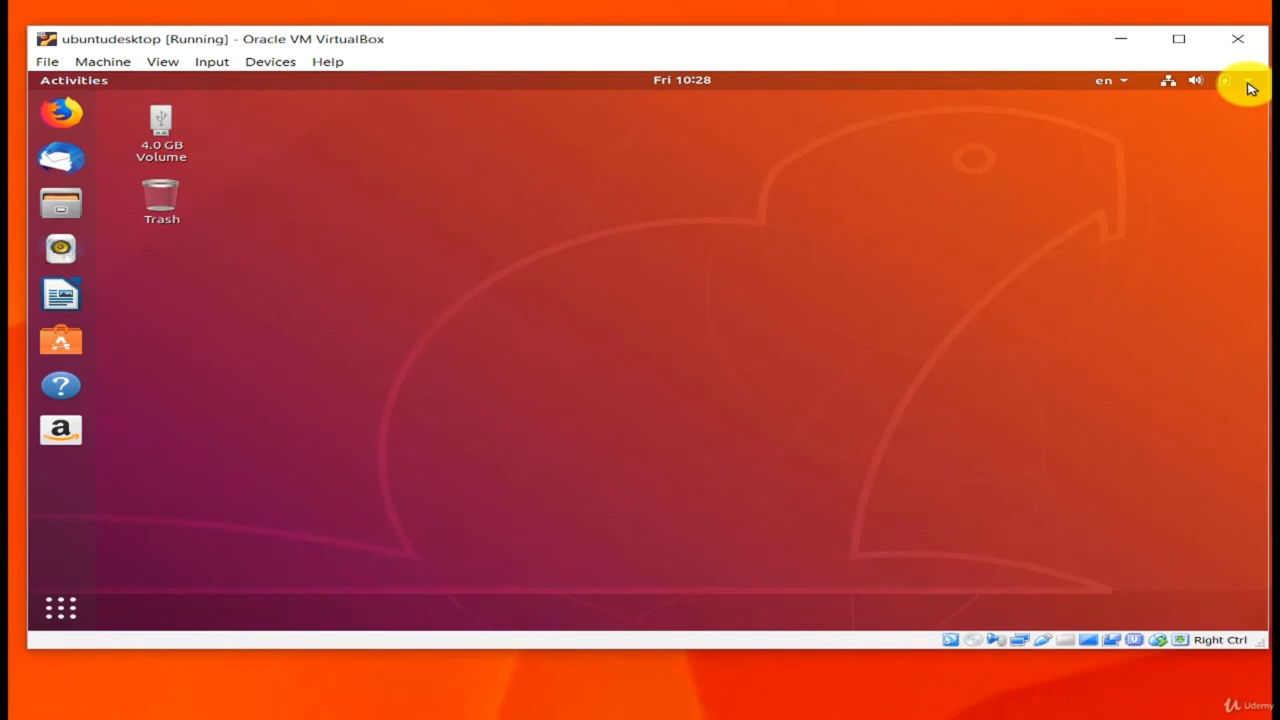 ubuntudesktop [Running] - Oracle VM VirtualBox
File Machine View Input Devices Help
Activities Fri 10:28 en
4.0 GB
Volume
Trash
?
a
Right Ctrl
Udemy